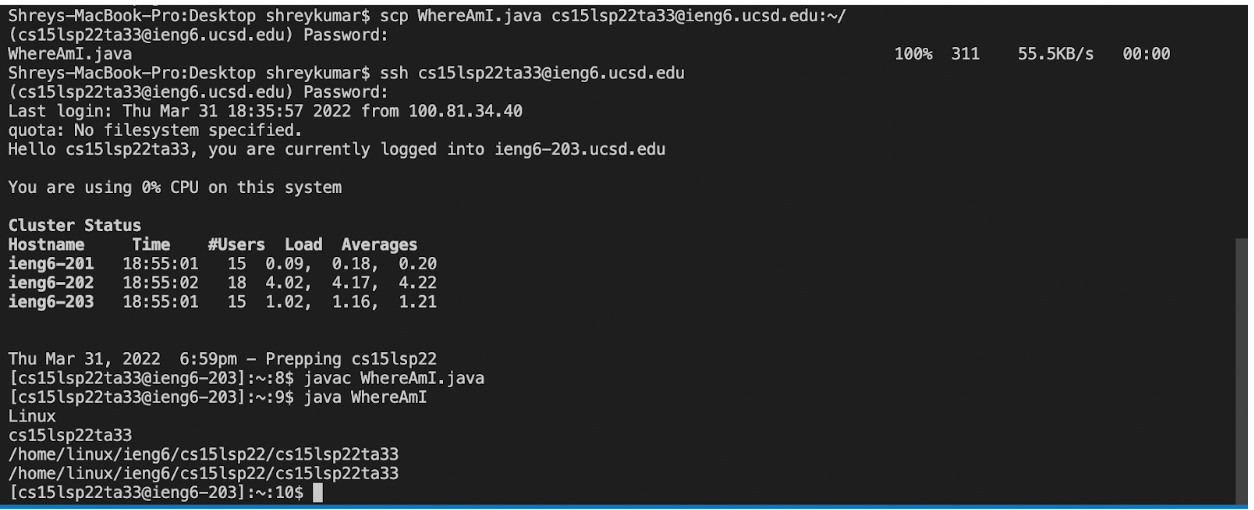 Shreys-MacBook-Pro:Desktop shreykumar$ scp WhereAmI.java cs15lsp22ta33@ieng6.ucsd.edu:~/
(cs15lsp22ta33@ieng6.ucsd.edu) Password:
WhereAmI.java 100% 311 55.5KB/s 00:00
Shreys-MacBook-Pro:Desktop shreykumar$ ssh cs15lsp22ta33@ieng6.ucsd.edu
(cs15lsp22ta33@ieng6.ucsd.edu) Password:
Last login: Thu Mar 31 18:35:57 2022 from 100.81.34.40
quota: No filesystem specified.
Hello cs15lsp22ta33, you are currently logged into ieng6-203.ucsd.edu
You are using 0% CPU on this system
Cluster Status
Hostname Time #Users Load Averages
ieng6-201 18:55:01 15 0.09, 0.18, 0.20
ieng6-202 18:55:02 18 4.02, 4.17, 4.22
ieng6-203 18:55:01 15 1.02, 1.16, 1.21
Thu Mar 31, 2022 6:59pm - Prepping cs15lsp22
[cs15lsp22ta33@ieng6-203]:~:8$ javac WhereAmI.java
[cs15lsp22ta33@ieng6-203]:~:9$ java WhereAmI
Linux
cs15lsp22ta33
/home/linux/ieng6/cs15lsp22/cs15lsp22ta33
/home/linux/ieng6/cs15lsp22/cs15lsp22ta33
[cs15lsp22ta33@ieng6-203]:~:10$